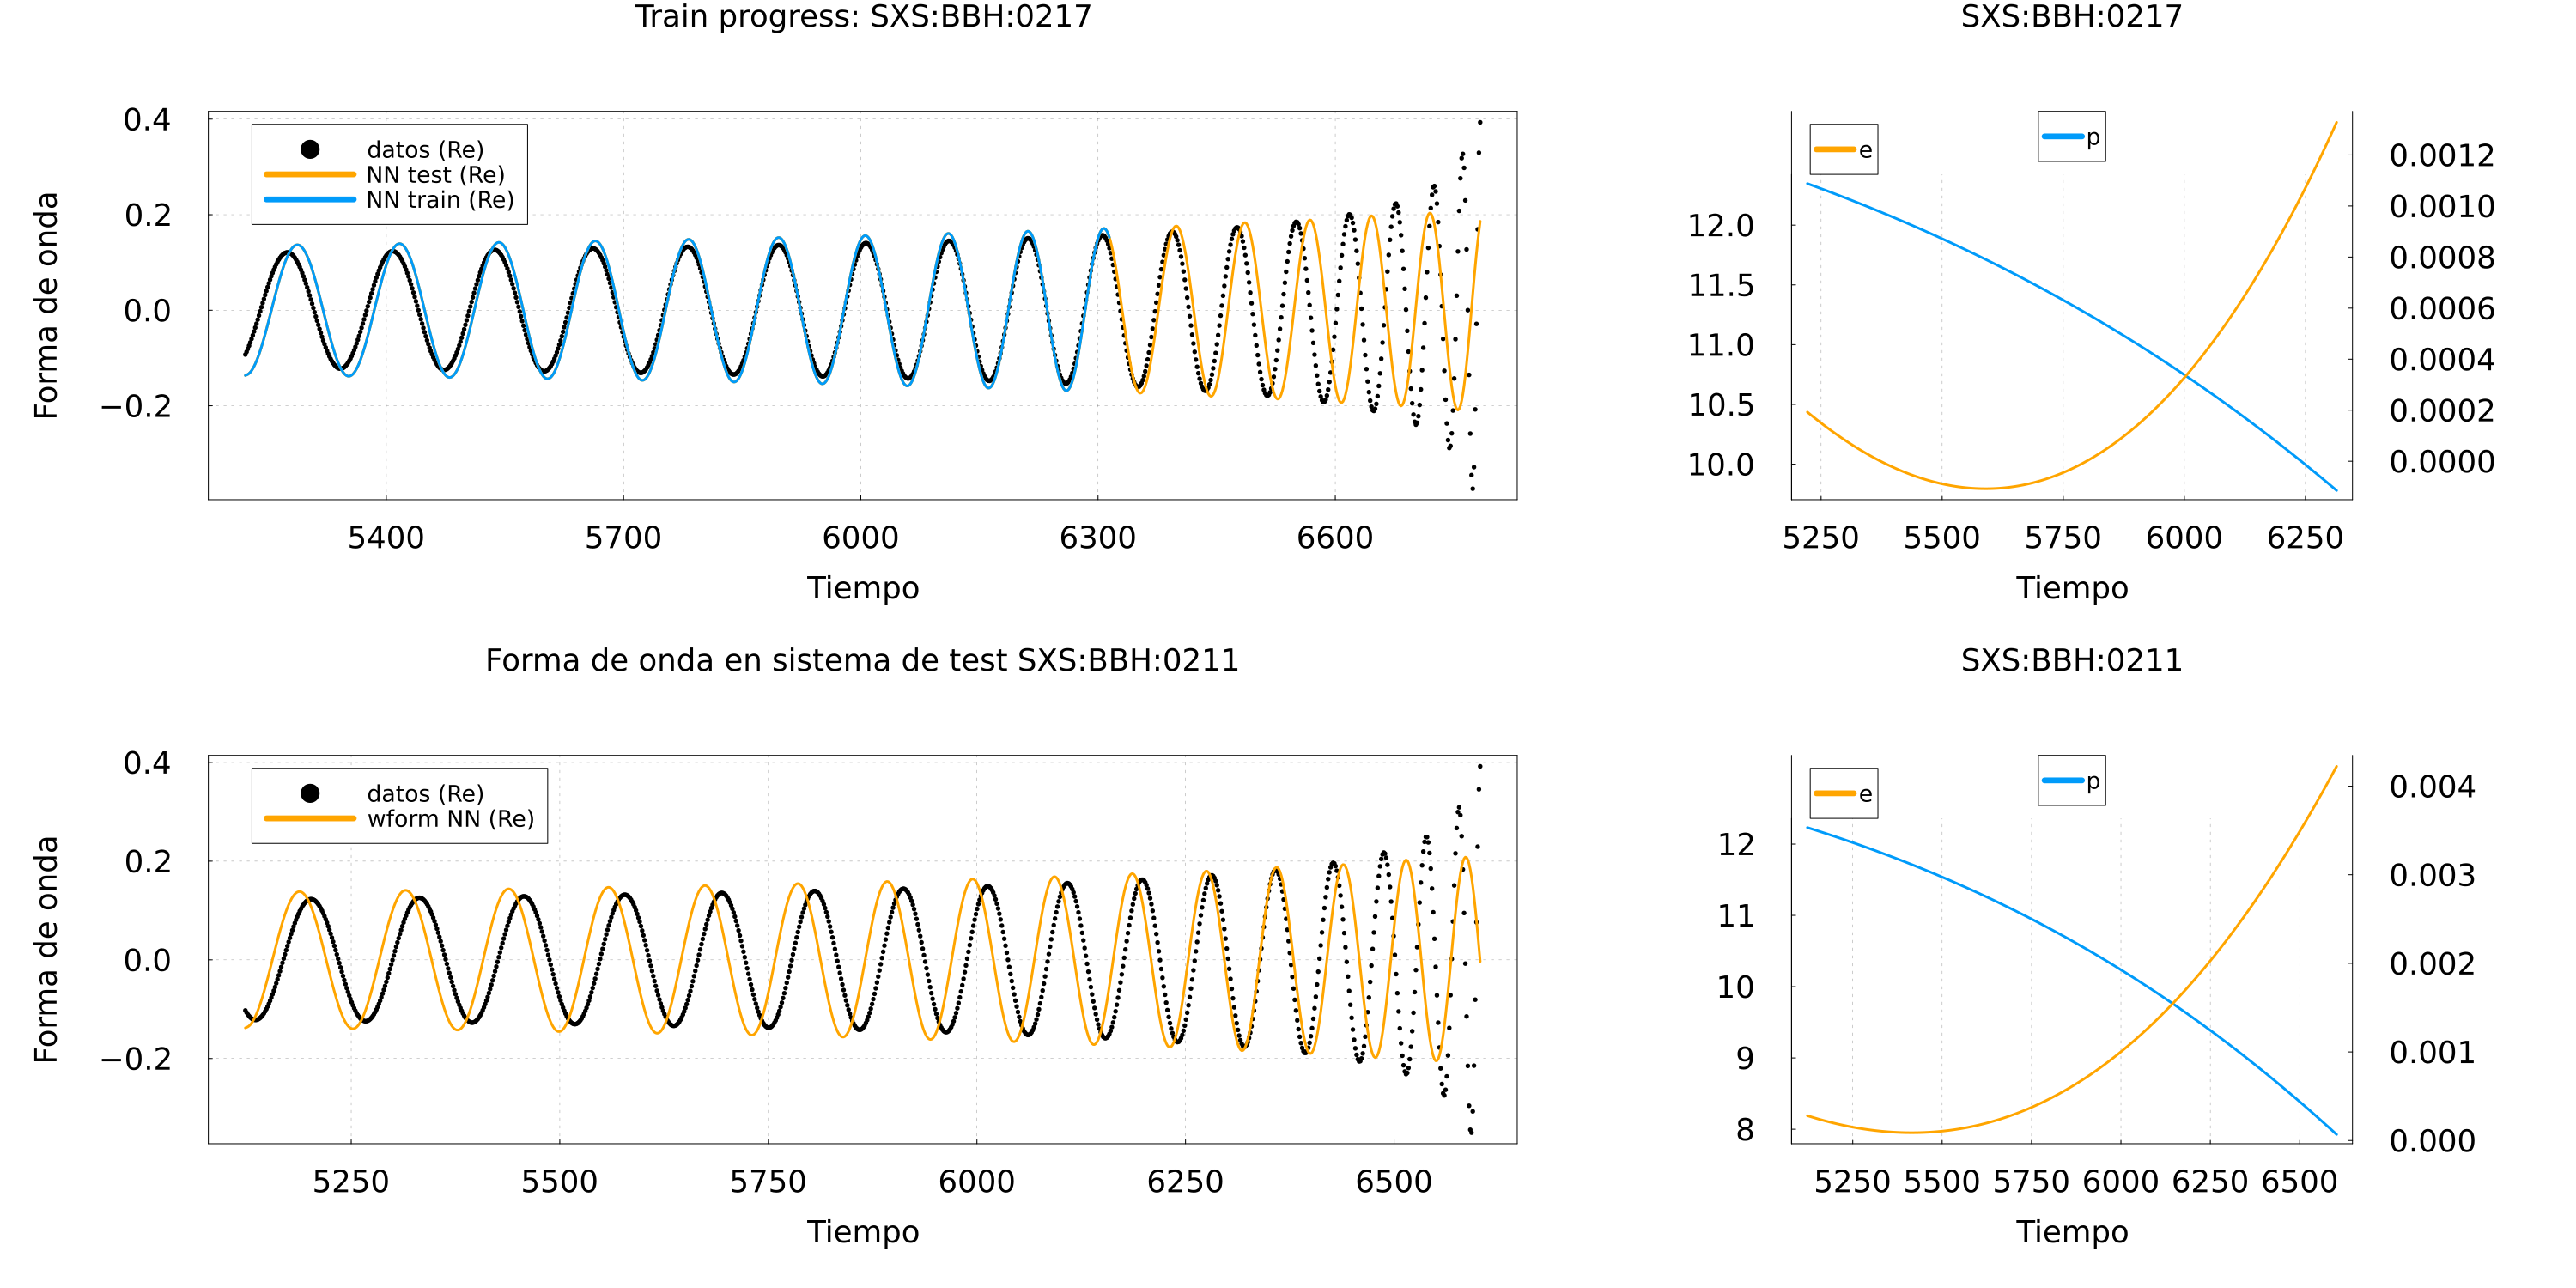 Train progress: SXS:BBH:0217
Forma de onda
0.4
0.2
0.0
−0.2
datos (Re)
NN test (Re)
NN train (Re)
5400 5700 6000 6300 6600
Tiempo
SXS:BBH:0217
e
p
12.0
11.5
11.0
10.5
10.0
0.0012
0.0010
0.0008
0.0006
0.0004
0.0002
0.0000
5250 5500 5750 6000 6250
Tiempo
Forma de onda en sistema de test SXS:BBH:0211
Forma de onda
0.4
0.2
0.0
−0.2
datos (Re)
wform NN (Re)
5250 5500 5750 6000 6250 6500
Tiempo
SXS:BBH:0211
e
p
12
11
10
9
8
0.004
0.003
0.002
0.001
0.000
5250 5500 5750 6000 6250 6500
Tiempo